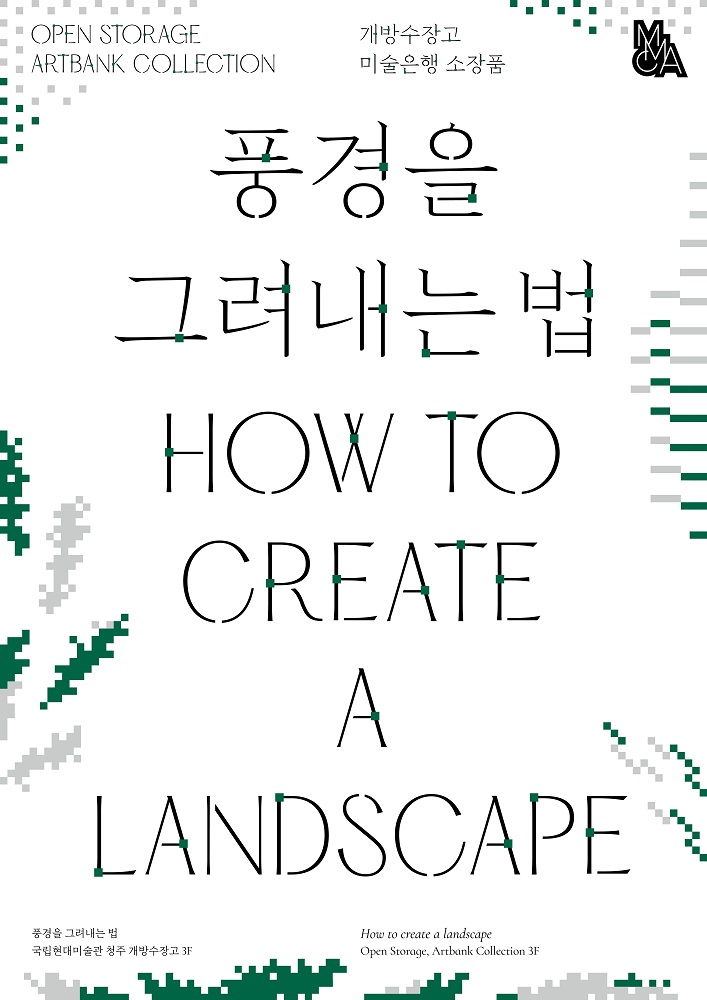 OPEN STORAGE
ARTBANK COLLECTION
개방수장고
미술은행 소장품
MMCA
풍경을
그려내는 법
HOW TO
CREATE
A
LANDSCAPE
풍경을 그려내는 법
국립현대미술관 청주 개방수장고 3F
How to create a landscape
Open Storage, Artbank Collection 3F